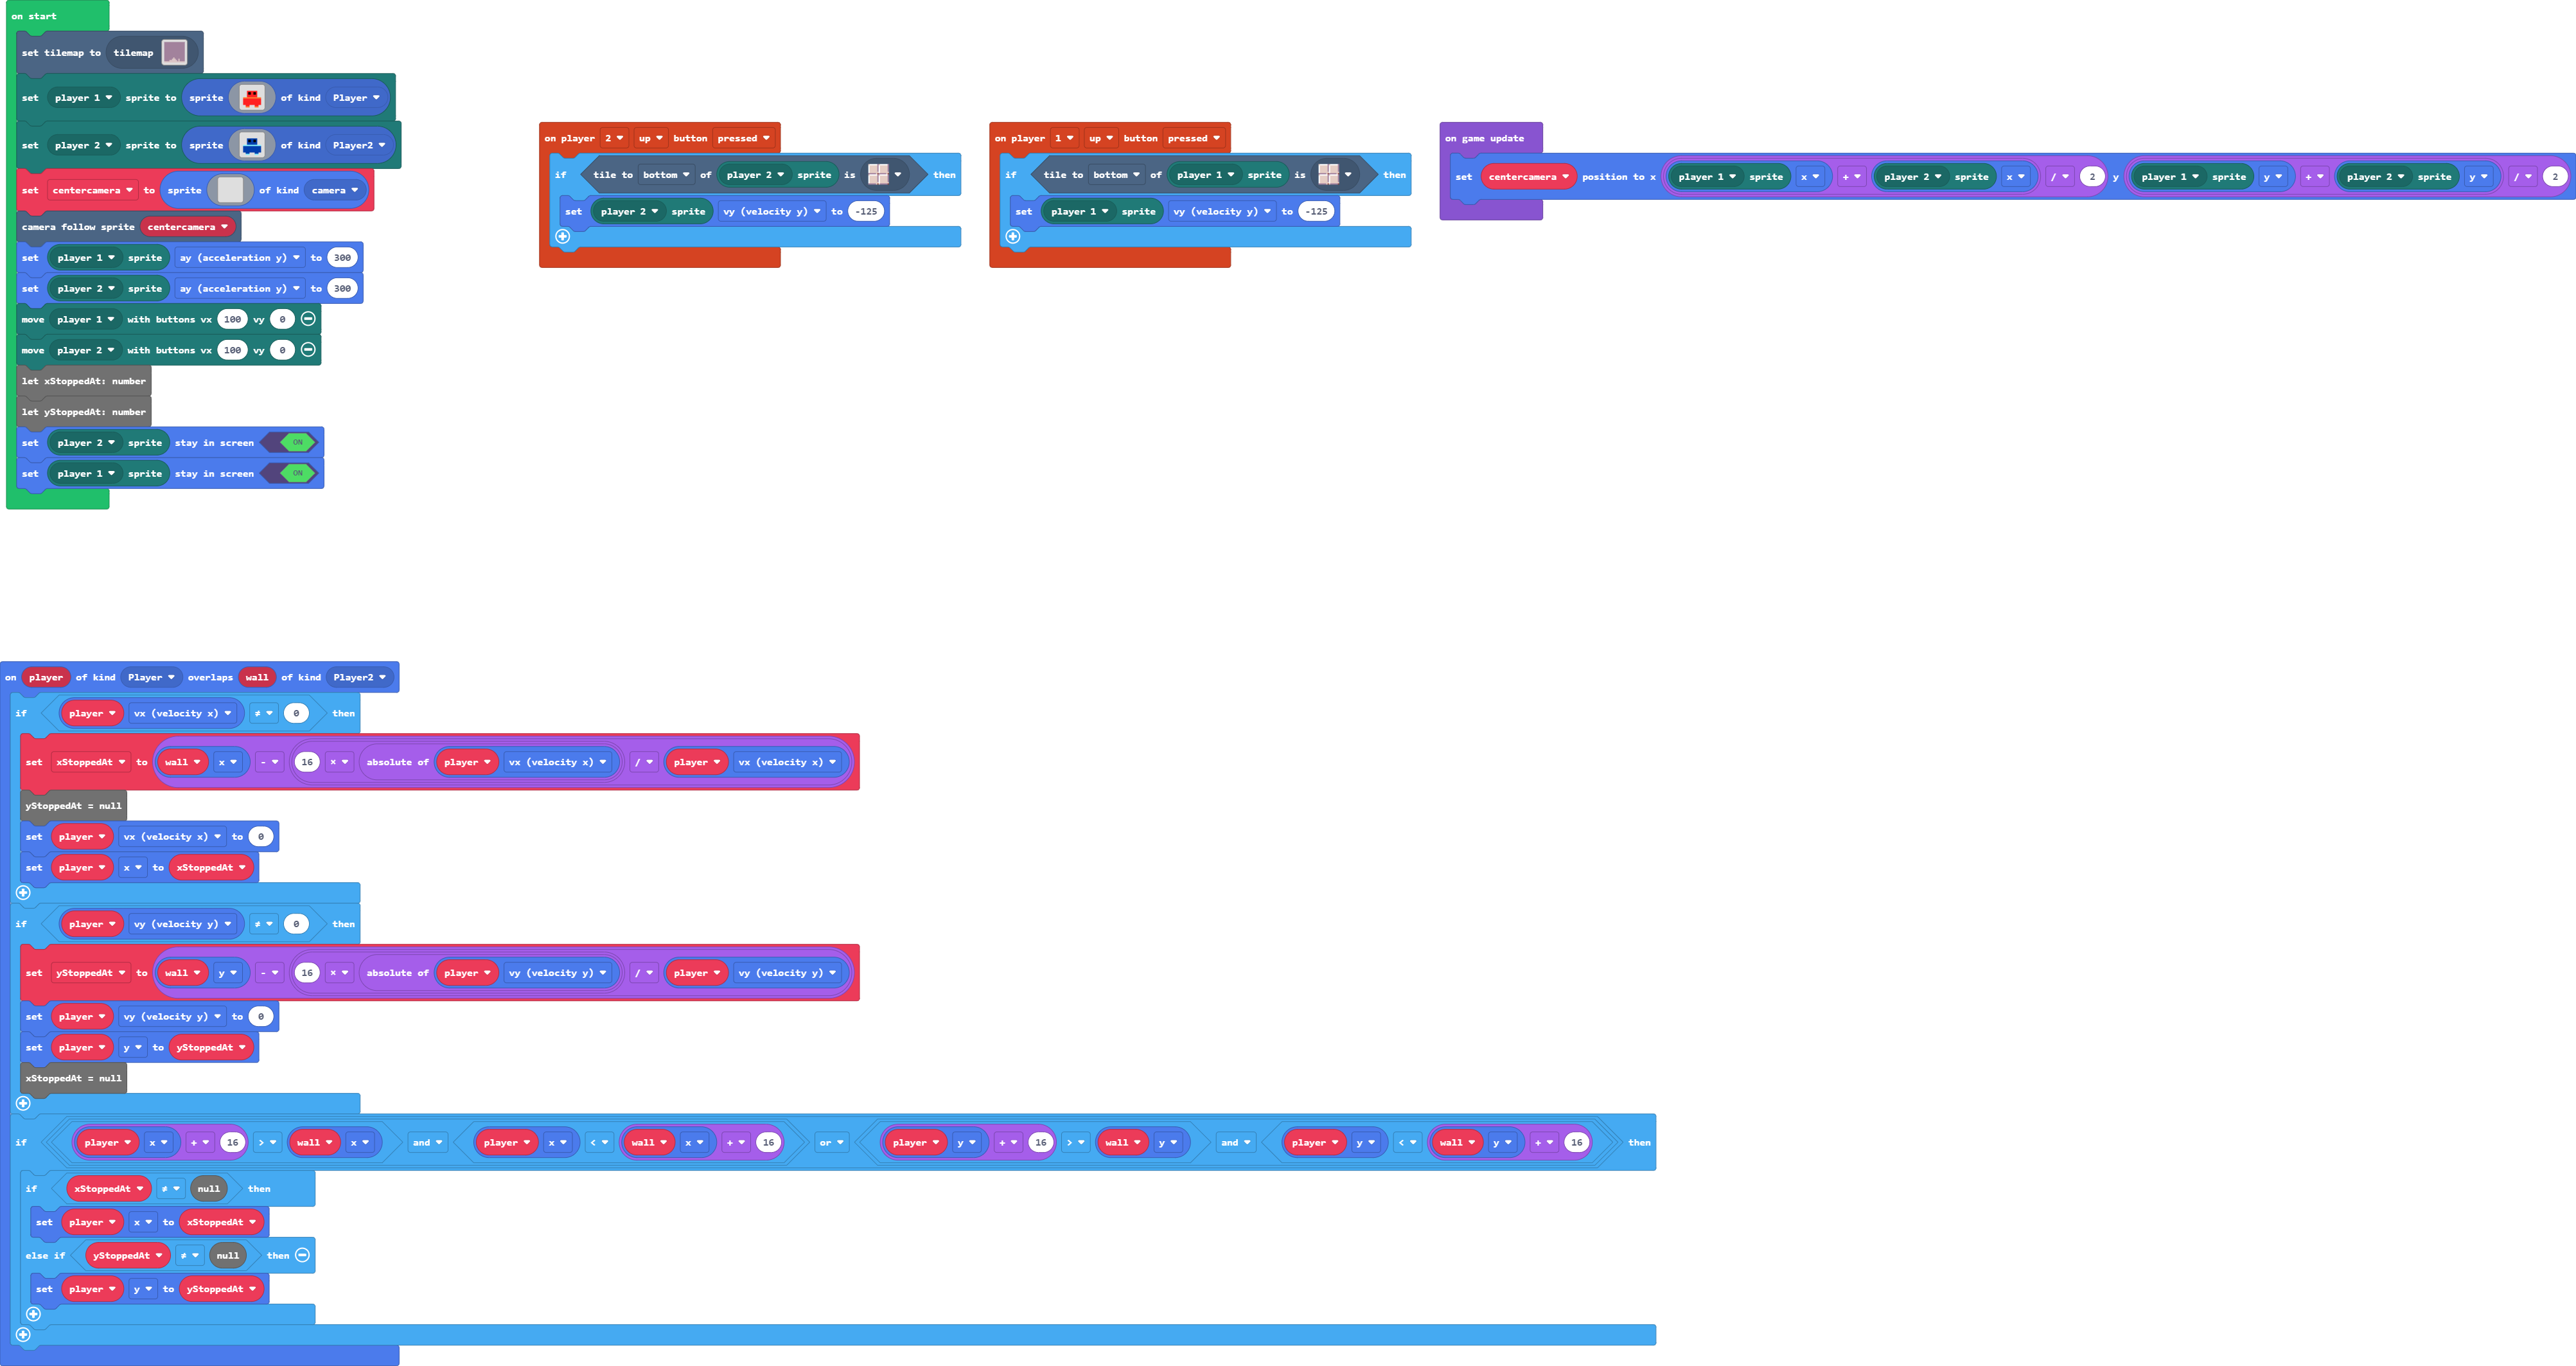 on start
set tilemap to tilemap
set player 1 sprite to sprite of kind Player
set player 2 sprite to sprite of kind Player2
set centercamera to sprite of kind camera
camera follow sprite centercamera
set player 1 sprite ay (acceleration y) to 300
set player 2 sprite ay (acceleration y) to 300
move player 1 with buttons vx 100 vy 0
move player 2 with buttons vx 100 vy 0
let xStoppedAt: number
let yStoppedAt: number
set player 2 sprite stay in screen ON
set player 1 sprite stay in screen ON
on player 2 up button pressed
if tile to bottom of player 2 sprite is then
set player 2 sprite vy (velocity y) to -125
on player 1 up button pressed
if tile to bottom of player 1 sprite is then
set player 1 sprite vy (velocity y) to -125
on game update
set centercamera position to x player 1 sprite x + player 2 sprite x / 2 y player 1 sprite y + player 2 sprite y / 2
on player of kind Player overlaps wall of kind Player2
if player vx (velocity x) ≠ 0 then
set xStoppedAt to wall x - 16 × absolute of player vx (velocity x) / player vx (velocity x)
yStoppedAt = null
set player vx (velocity x) to 0
set player x to xStoppedAt
if player vy (velocity y) ≠ 0 then
set yStoppedAt to wall y - 16 × absolute of player vy (velocity y) / player vy (velocity y)
set player vy (velocity y) to 0
set player y to yStoppedAt
xStoppedAt = null
if player x + 16 > wall x and player x < wall x + 16 or player y + 16 > wall y and player y < wall y + 16 then
if xStoppedAt ≠ null then
set player x to xStoppedAt
else if yStoppedAt ≠ null then
set player y to yStoppedAt